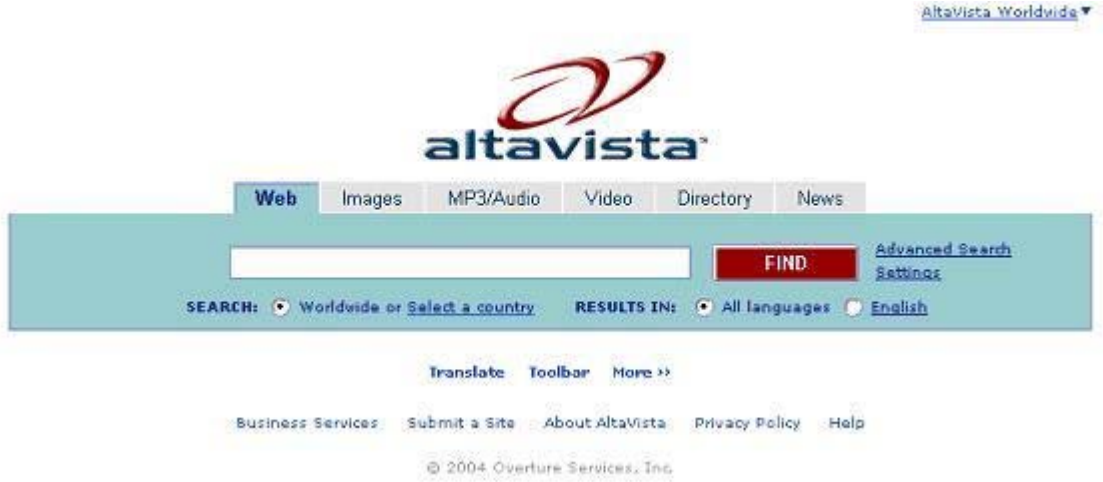 AltaVista Worldwide▼
altavista™
Web Images MP3/Audio Video Directory News
FIND Advanced Search
Settings
SEARCH: Worldwide or Select a country RESULTS IN: All languages English
Translate Toolbar More >>
Business Services Submit a Site About AltaVista Privacy Policy Help
© 2004 Overture Services, Inc.